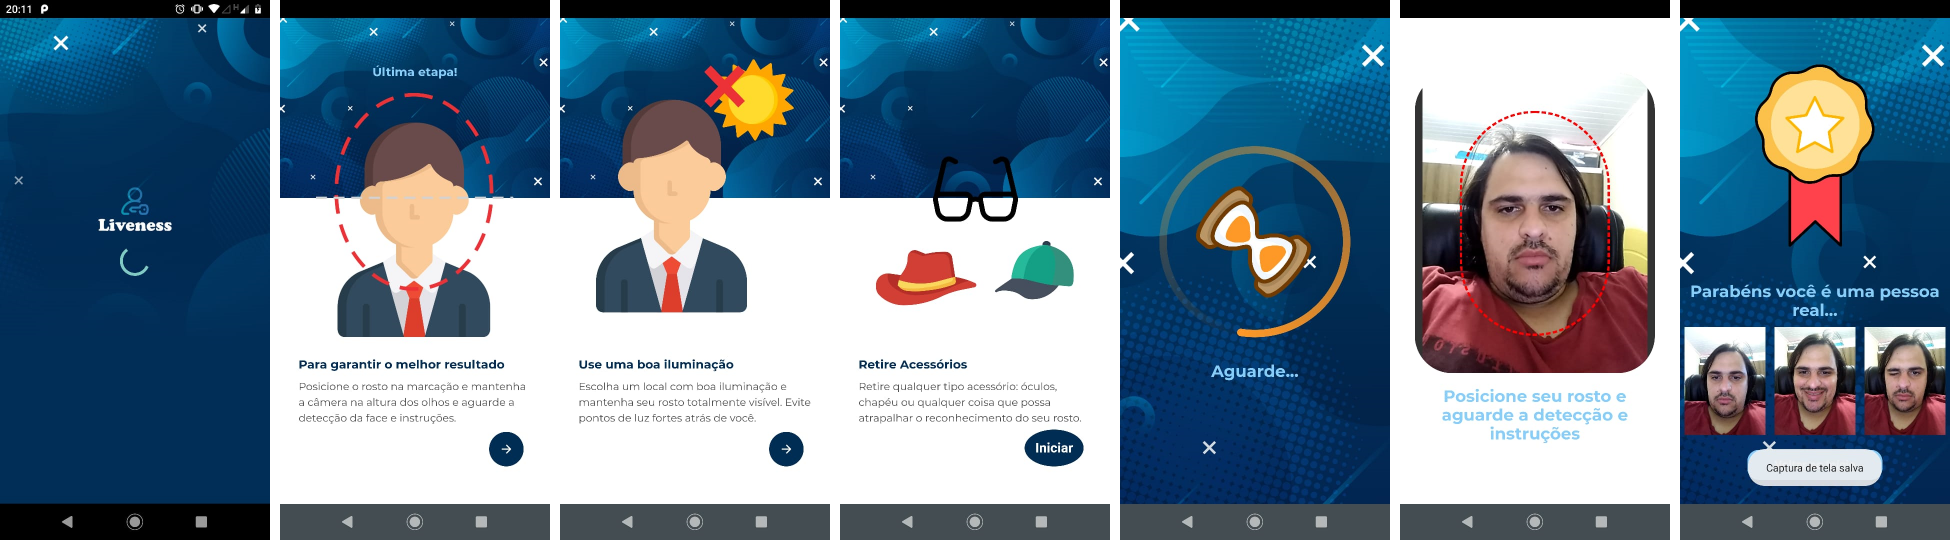 20:11
Liveness
Última etapa!
Para garantir o melhor resultado
Posicione o rosto na marcação e mantenha
a câmera na altura dos olhos e aguarde a
detecção da face e instruções.
Use uma boa iluminação
Escolha um local com boa iluminação e
mantenha seu rosto totalmente visível. Evite
pontos de luz fortes atrás de você.
Retire Acessórios
Retire qualquer tipo acessório: óculos,
chapéu ou qualquer coisa que possa
atrapalhar o reconhecimento do seu rosto.
Iniciar
Aguarde...
Posicione seu rosto e
aguarde a detecção e
instruções
Parabéns você é uma pessoa
real...
Captura de tela salva